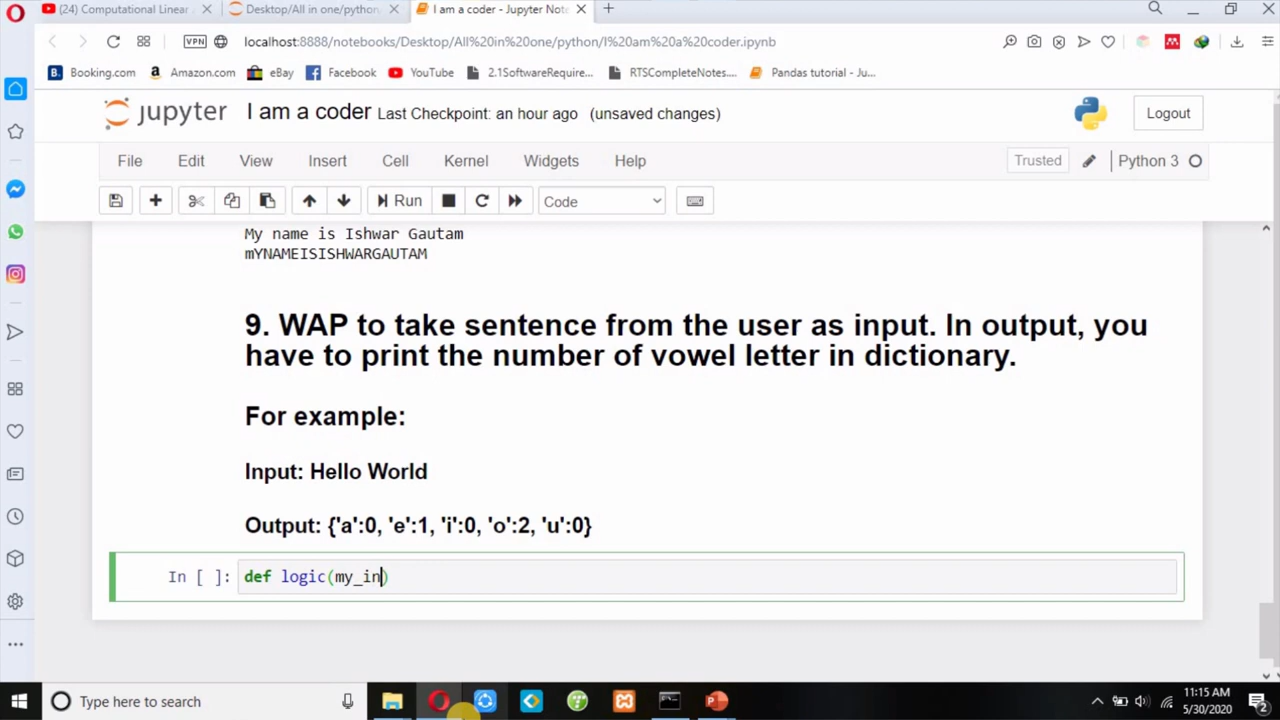 (24) Computational Linear
Desktop/All in one/python/
I am a coder - Jupyter Note
VPN
localhost:8888/notebooks/Desktop/All%20in%20one/python/I%20am%20a%20coder.ipynb
Booking.com
Amazon.com
eBay
Facebook
YouTube
2.1SoftwareRequire...
RTSCompleteNotes....
Pandas tutorial - Ju...
jupyter
I am a coder Last Checkpoint: an hour ago (unsaved changes)
Logout
File
Edit
View
Insert
Cell
Kernel
Widgets
Help
Trusted
Python 3
Run
Code
My name is Ishwar Gautam
mYNAMEISISHWARGAUTAM
9. WAP to take sentence from the user as input. In output, you
have to print the number of vowel letter in dictionary.
For example:
Input: Hello World
Output: {'a':0, 'e':1, 'i':0, 'o':2, 'u':0}
In [ ]: def logic(my_in)
Type here to search
11:15 AM
5/30/2020
2